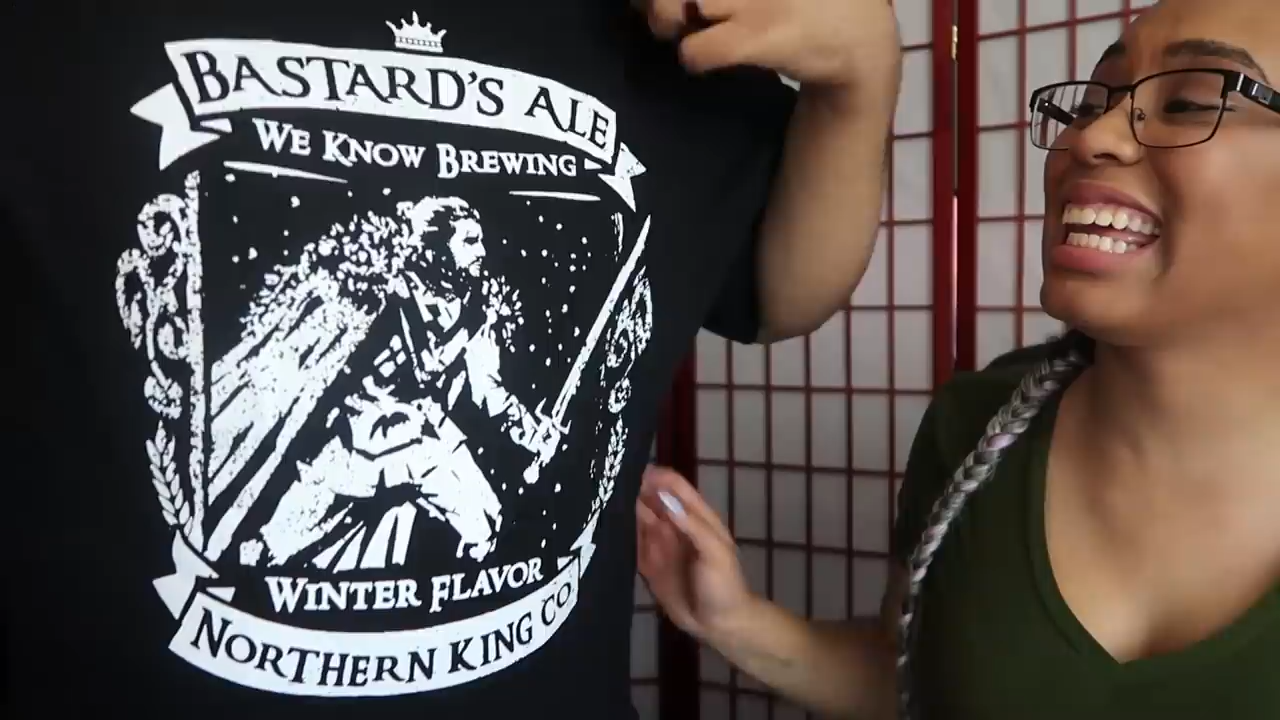 BASTARD'S ALE
WE KNOW BREWING
WINTER FLAVOR
NORTHERN KING CO.